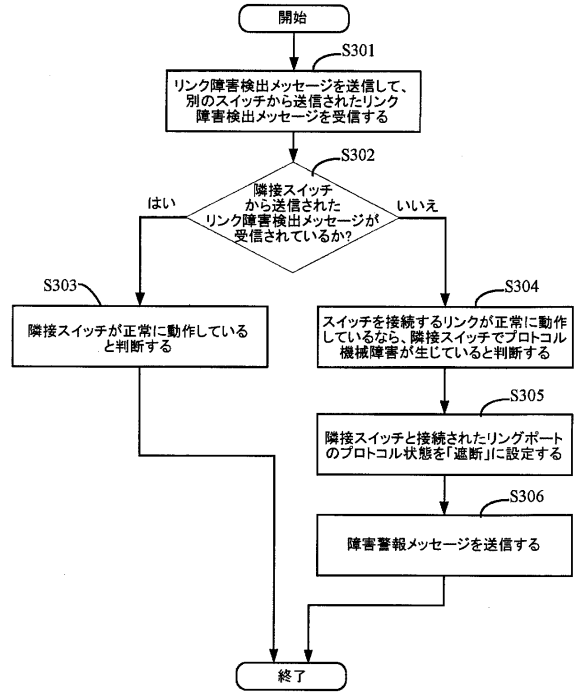 開始
S301
リンク障害検出メッセージを送信して、
別のスイッチから送信されたリンク
障害検出メッセージを受信する
S302
隣接スイッチ
から送信された
リンク障害検出メッセージが
受信されているか?
はい
いいえ
S303
隣接スイッチが正常に動作している
と判断する
S304
スイッチを接続するリンクが正常に動作
しているなら、隣接スイッチでプロトコル
機械障害が生じていると判断する
S305
隣接スイッチと接続されたリングポート
のプロトコル状態を「遮断」に設定する
S306
障害警報メッセージを送信する
終了